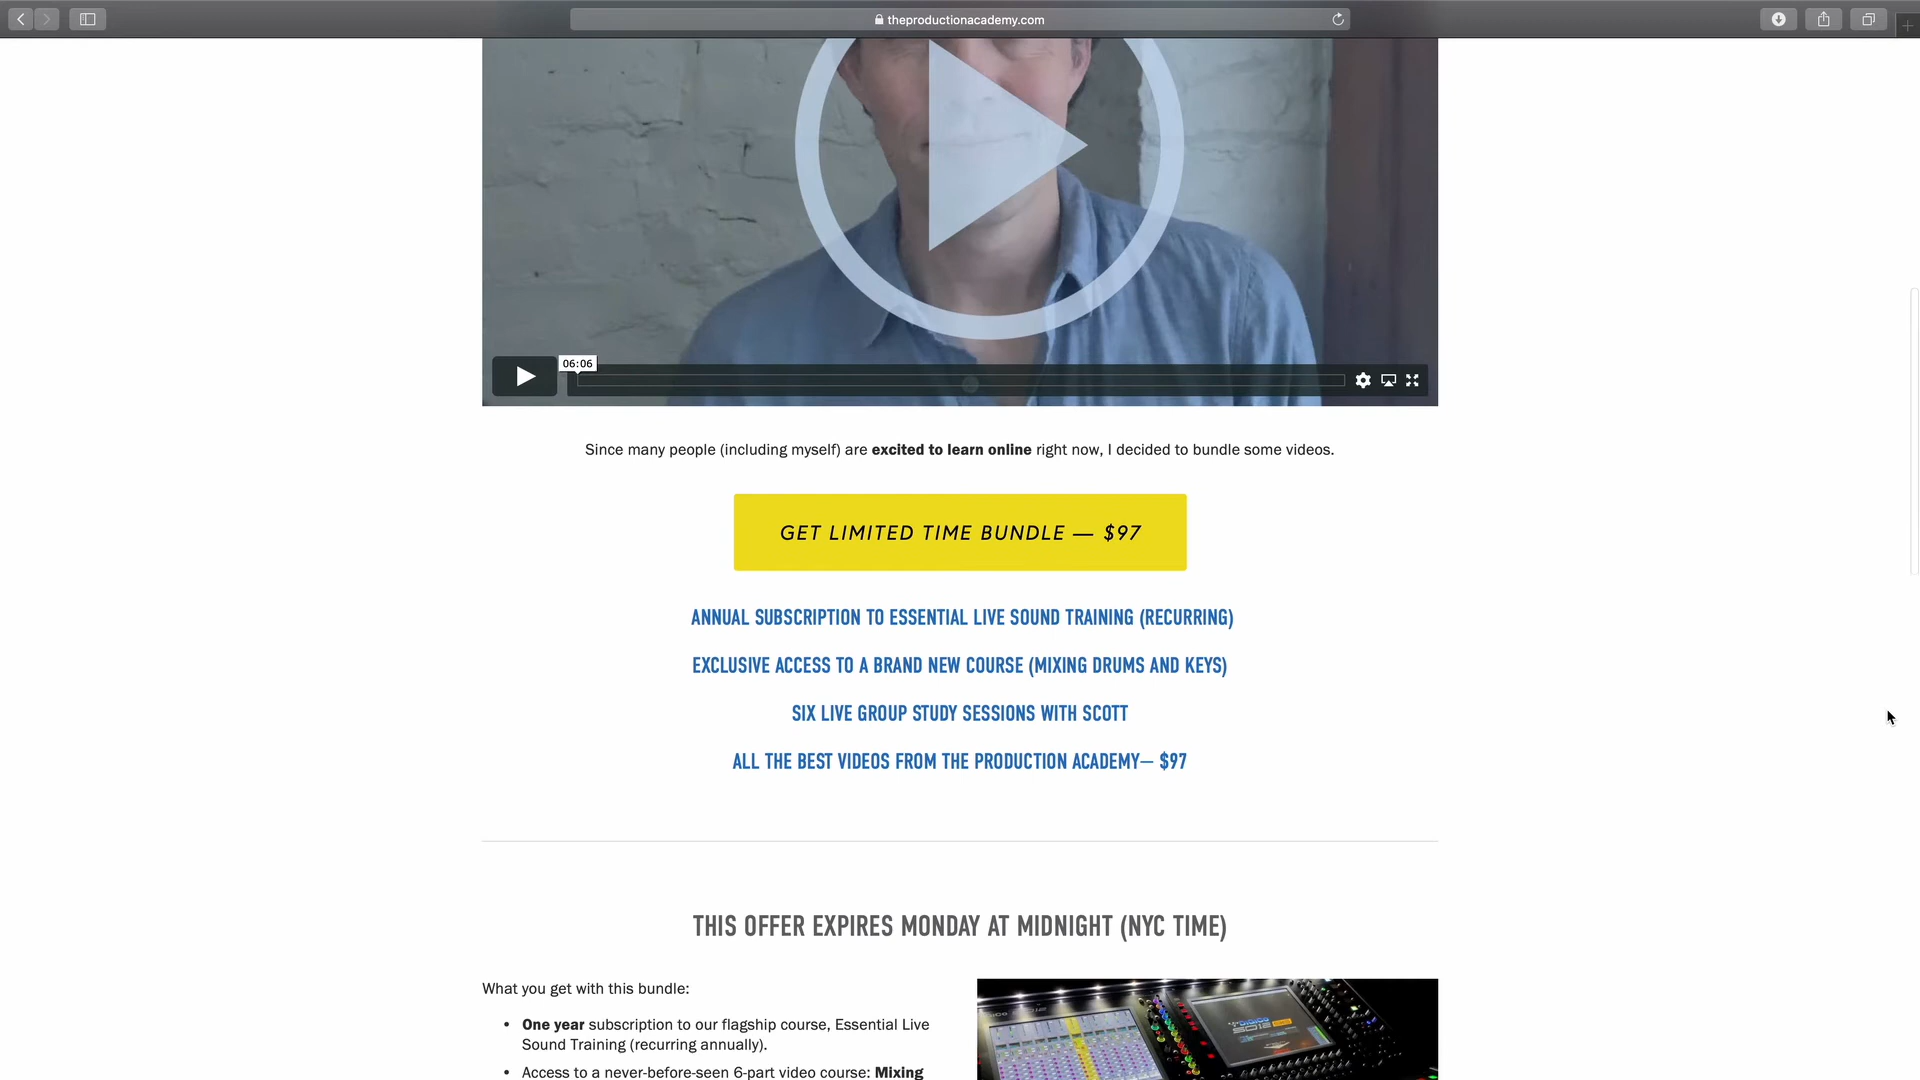 theproductionacademy.com
06:06
Since many people (including myself) are excited to learn online right now, I decided to bundle some videos.
GET LIMITED TIME BUNDLE — $97
ANNUAL SUBSCRIPTION TO ESSENTIAL LIVE SOUND TRAINING (RECURRING)
EXCLUSIVE ACCESS TO A BRAND NEW COURSE (MIXING DRUMS AND KEYS)
SIX LIVE GROUP STUDY SESSIONS WITH SCOTT
ALL THE BEST VIDEOS FROM THE PRODUCTION ACADEMY— $97
THIS OFFER EXPIRES MONDAY AT MIDNIGHT (NYC TIME)
What you get with this bundle:
• One year subscription to our flagship course, Essential Live
Sound Training (recurring annually).
• Access to a never-before-seen 6-part video course: Mixing